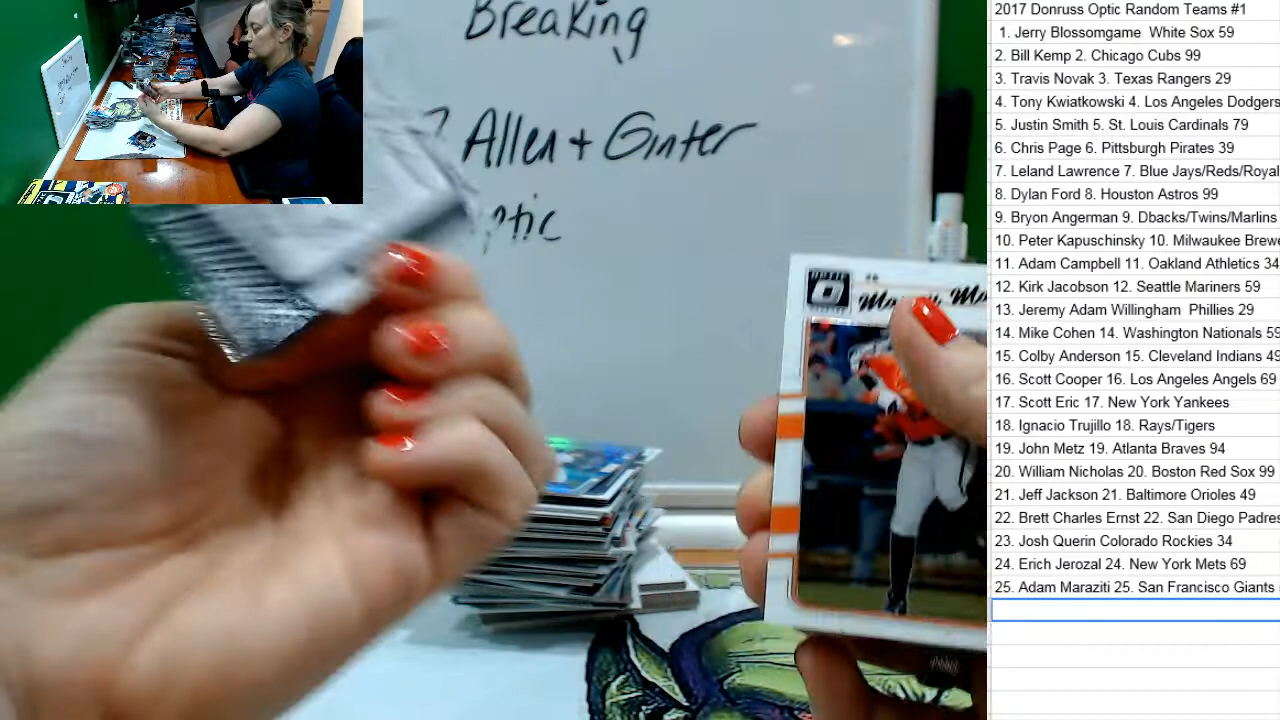 Breaking
7 Allen + Ginter
ptic
OPTIC
2017 Donruss Optic Random Teams #1
1. Jerry Blossomgame White Sox 59
2. Bill Kemp 2. Chicago Cubs 99
3. Travis Novak 3. Texas Rangers 29
4. Tony Kwiatkowski 4. Los Angeles Dodgers
5. Justin Smith 5. St. Louis Cardinals 79
6. Chris Page 6. Pittsburgh Pirates 39
7. Leland Lawrence 7. Blue Jays/Reds/Royal
8. Dylan Ford 8. Houston Astros 99
9. Bryon Angerman 9. Dbacks/Twins/Marlins
10. Peter Kapuschinsky 10. Milwaukee Brewe
11. Adam Campbell 11. Oakland Athletics 34
12. Kirk Jacobson 12. Seattle Mariners 59
13. Jeremy Adam Willingham Phillies 29
14. Mike Cohen 14. Washington Nationals 59
15. Colby Anderson 15. Cleveland Indians 49
16. Scott Cooper 16. Los Angeles Angels 69
17. Scott Eric 17. New York Yankees
18. Ignacio Trujillo 18. Rays/Tigers
19. John Metz 19. Atlanta Braves 94
20. William Nicholas 20. Boston Red Sox 99
21. Jeff Jackson 21. Baltimore Orioles 49
22. Brett Charles Ernst 22. San Diego Padres
23. Josh Querin Colorado Rockies 34
24. Erich Jerozal 24. New York Mets 69
25. Adam Maraziti 25. San Francisco Giants